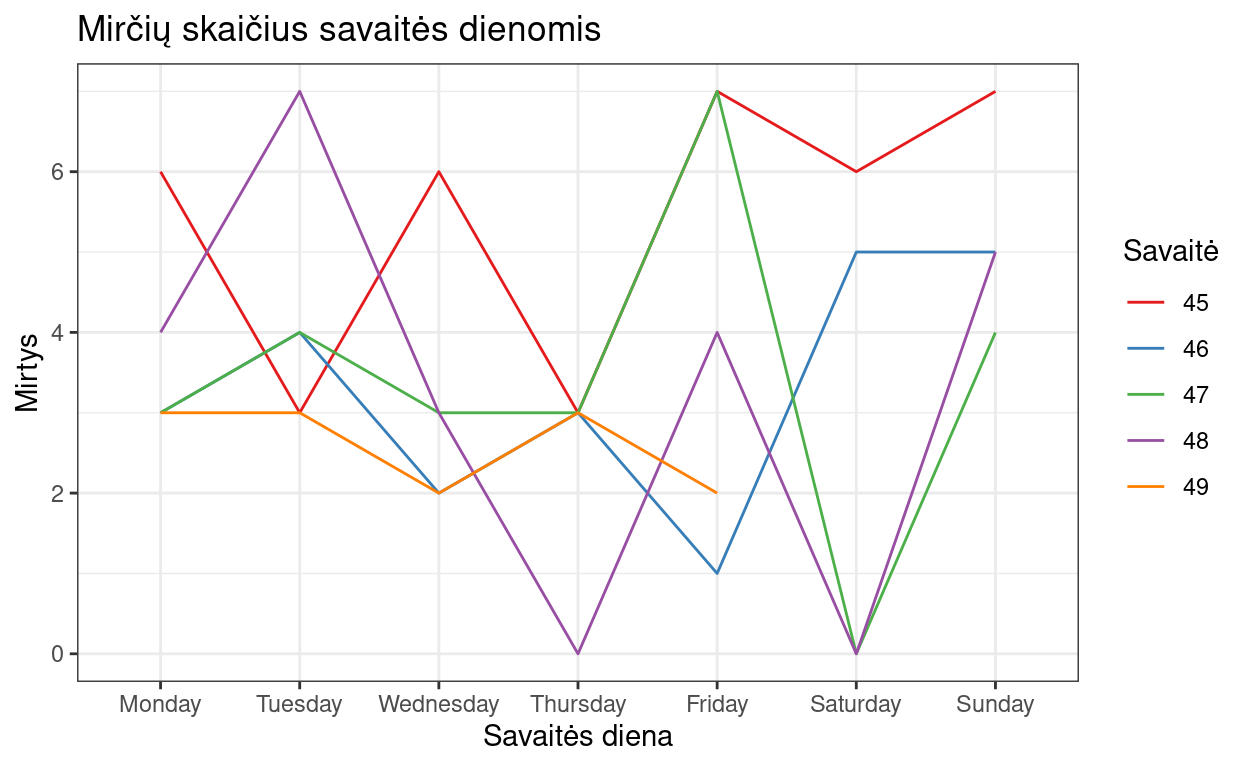 Mirčių skaičius savaitės dienomis
Mirtys
6
4
2
0
Monday Tuesday Wednesday Thursday Friday Saturday Sunday
Savaitės diena
Savaitė
45
46
47
48
49